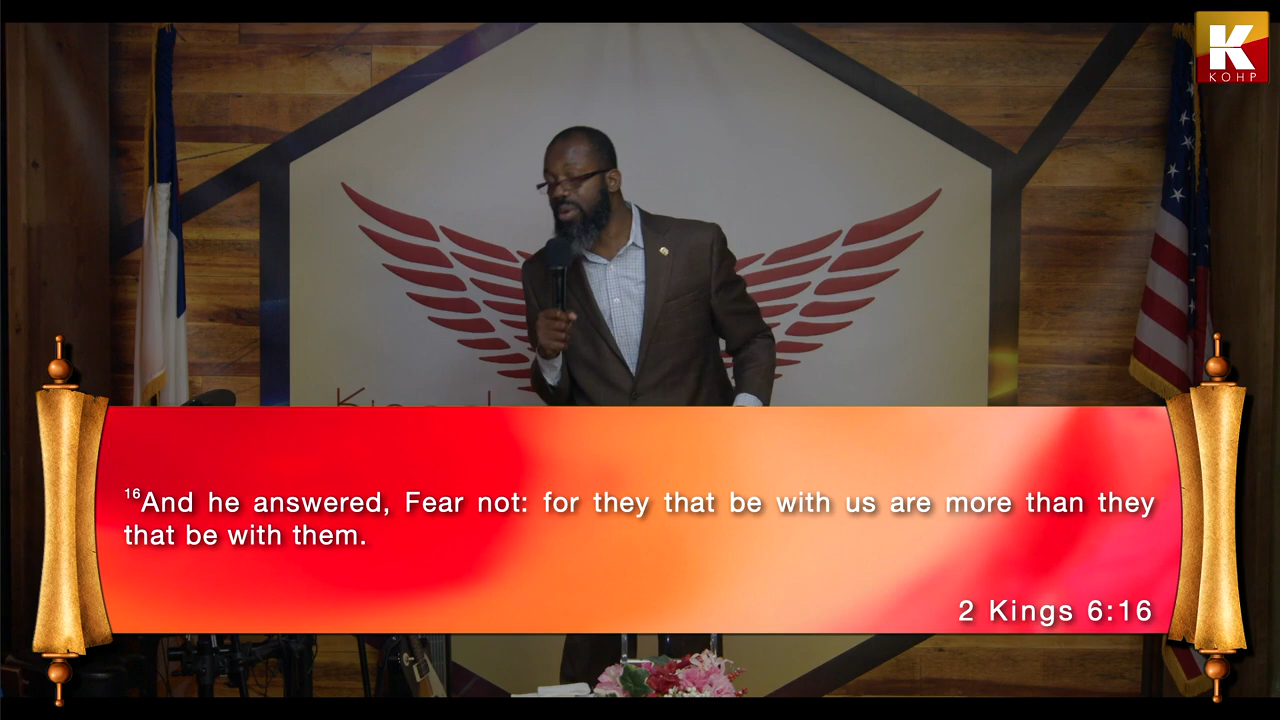 K
KOHP
16And he answered, Fear not: for they that be with us are more than they
that be with them.
2 Kings 6:16